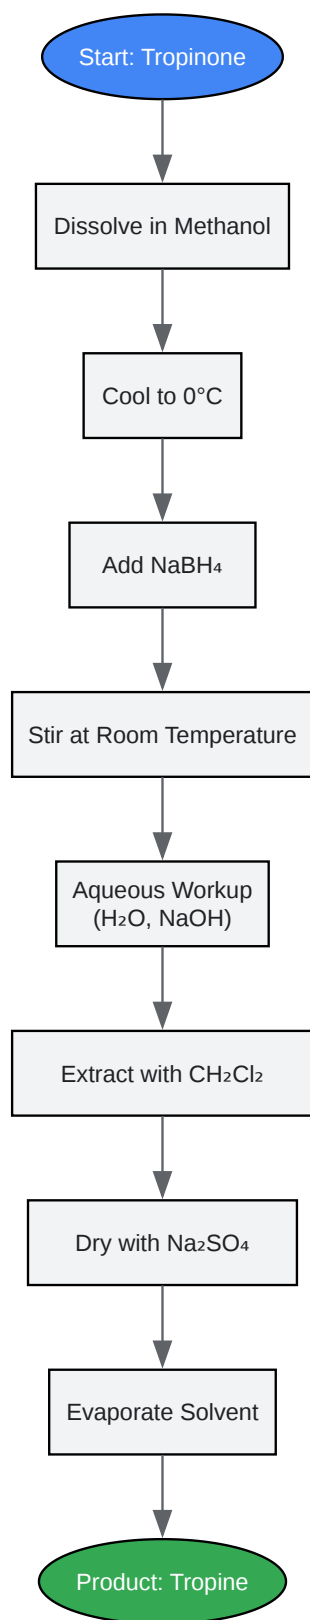 Start: Tropinone
Dissolve in Methanol
Cool to 0°C
Add NaBH₄
Stir at Room Temperature
Aqueous Workup
(H₂O, NaOH)
Extract with CH₂Cl₂
Dry with Na₂SO₄
Evaporate Solvent
Product: Tropine